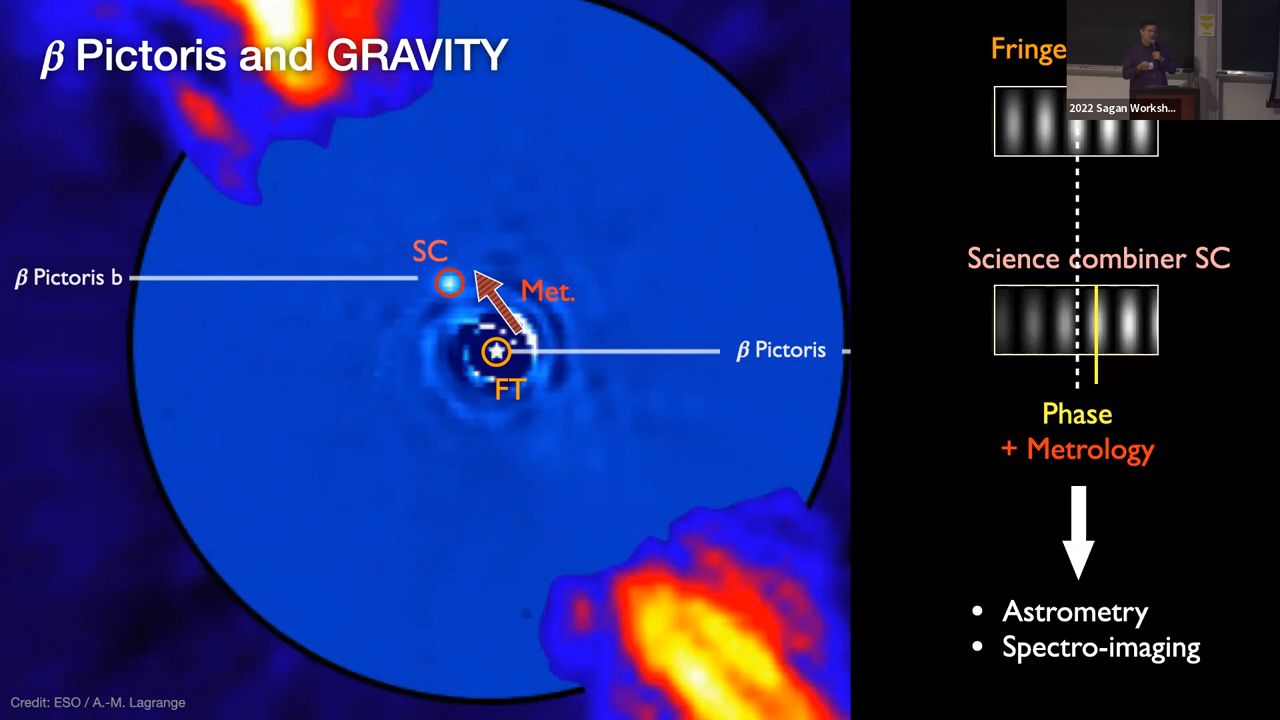 β Pictoris and GRAVITY
Fringe
2022 Sagan Worksh...
SC
Science combiner SC
β Pictoris b
Met.
β Pictoris
FT
Phase
+ Metrology
• Astrometry
• Spectro-imaging
Credit: ESO / A.-M. Lagrange